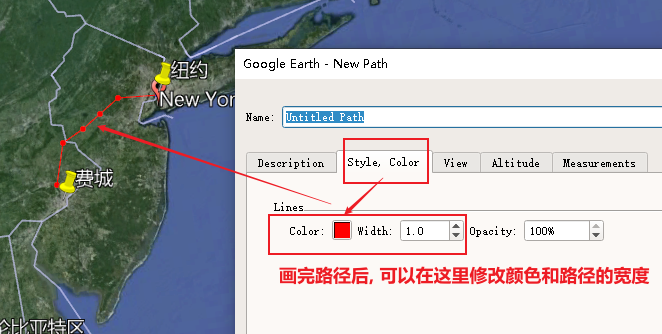 纽约
New Yor
费城
伦比亚特区
Google Earth - New Path
Name: Untitled Path
Description Style, Color View Altitude Measurements
Lines
Color: Width: 1.0 Opacity: 100%
画完路径后, 可以在这里修改颜色和路径的宽度